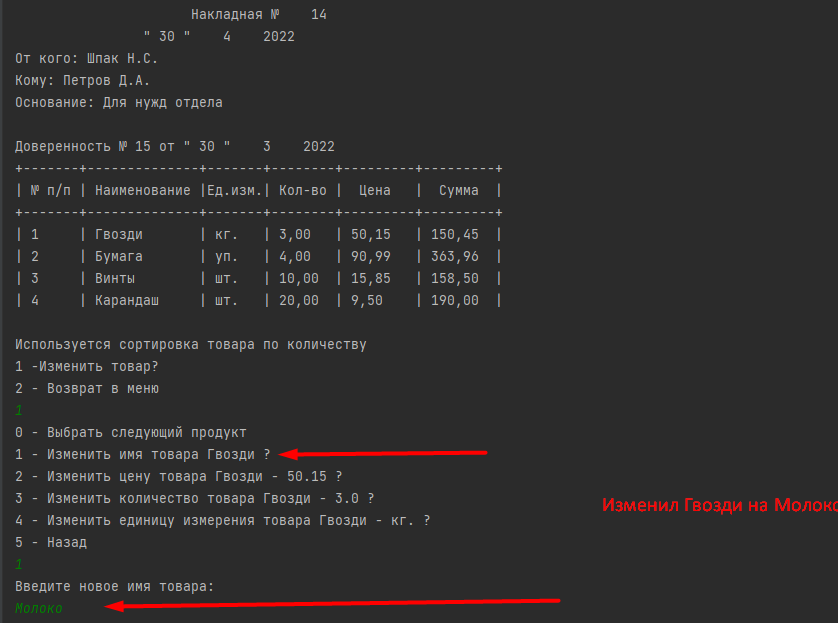 Накладная №    14
" 30 "    4    2022
От кого: Шпак Н.С.
Кому: Петров Д.А.
Основание: Для нужд отдела
Доверенность № 15 от " 30 "    3    2022
+-------+--------------+-------+--------+---------+---------+
| № п/п | Наименование |Ед.изм.| Кол-во |  Цена   |  Сумма  |
+-------+--------------+-------+--------+---------+---------+
| 1     | Гвозди       | кг.   | 3,00   | 50,15   | 150,45  |
| 2     | Бумага       | уп.   | 4,00   | 90,99   | 363,96  |
| 3     | Винты        | шт.   | 10,00  | 15,85   | 158,50  |
| 4     | Карандаш     | шт.   | 20,00  | 9,50    | 190,00  |
Используется сортировка товара по количеству
1 -Изменить товар?
2 - Возврат в меню
1
0 - Выбрать следующий продукт
1 - Изменить имя товара Гвозди ?
2 - Изменить цену товара Гвозди - 50.15 ?
3 - Изменить количество товара Гвозди - 3.0 ?
Изменил Гвозди на Молоко
4 - Изменить единицу измерения товара Гвозди - кг. ?
5 - Назад
1
Введите новое имя товара:
Молоко